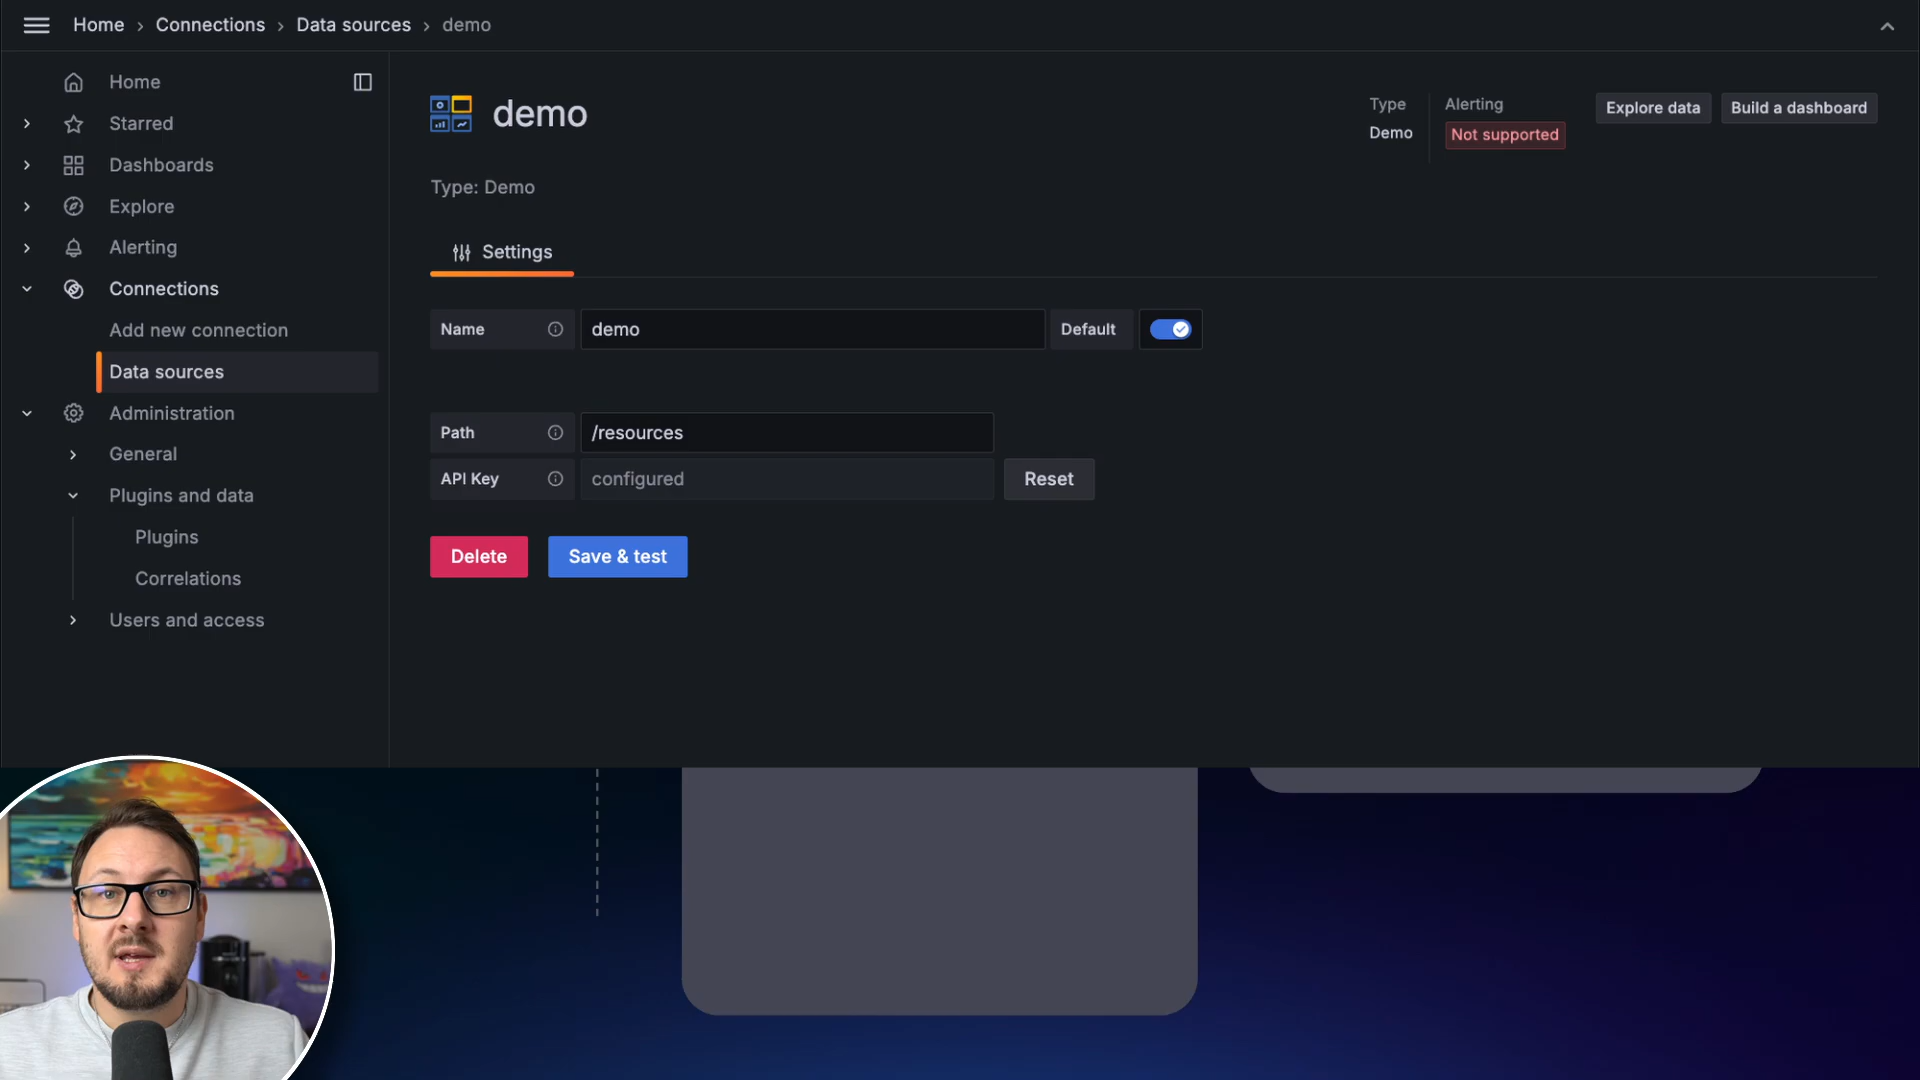 Home › Connections › Data sources › demo
Home
Starred
Dashboards
Explore
Alerting
Connections
Add new connection
Data sources
Administration
General
Plugins and data
Plugins
Correlations
Users and access
demo
Type
Demo
Alerting
Not supported
Explore data
Build a dashboard
Type: Demo
Settings
Name
demo
Default
Path
/resources
API Key
configured
Reset
Delete
Save & test